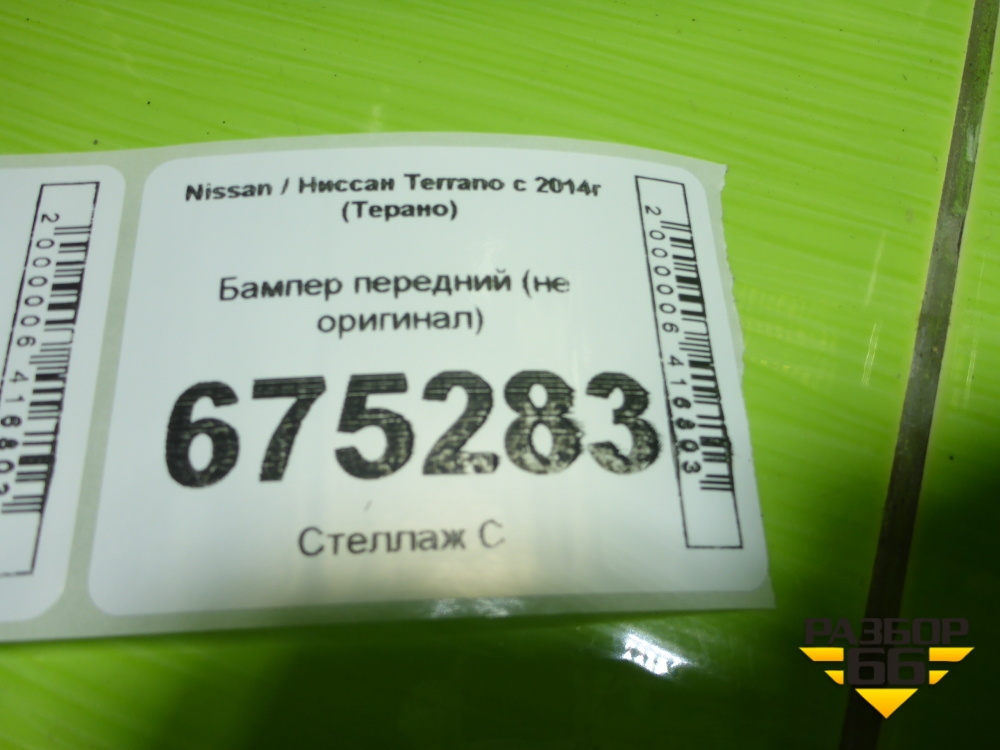 2000006416803
Nissan / Ниссан Terrano с 2014г
(Терано)
Бампер передний (не
оригинал)
675283
Стеллаж С
2000006416803
РАЗБОР
66